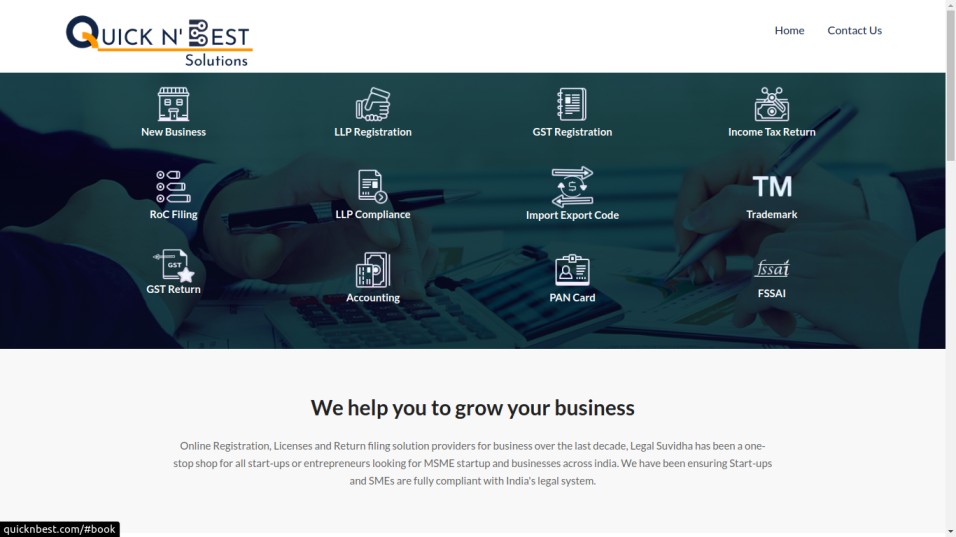 QUICK N' BEST
Solutions
Home
Contact Us
New Business
LLP Registration
GST Registration
Income Tax Return
TM
RoC Filing
LLP Compliance
Import Export Code
Trademark
GST
fssai
GST Return
Accounting
PAN Card
FSSAI
We help you to grow your business
Online Registration, Licenses and Return filing solution providers for business over the last decade, Legal Suvidha has been a one-
stop shop for all start-ups or entrepreneurs looking for MSME startup and businesses across india. We have been ensuring Start-ups
and SMEs are fully compliant with India's legal system.
quicknbest.com/#book